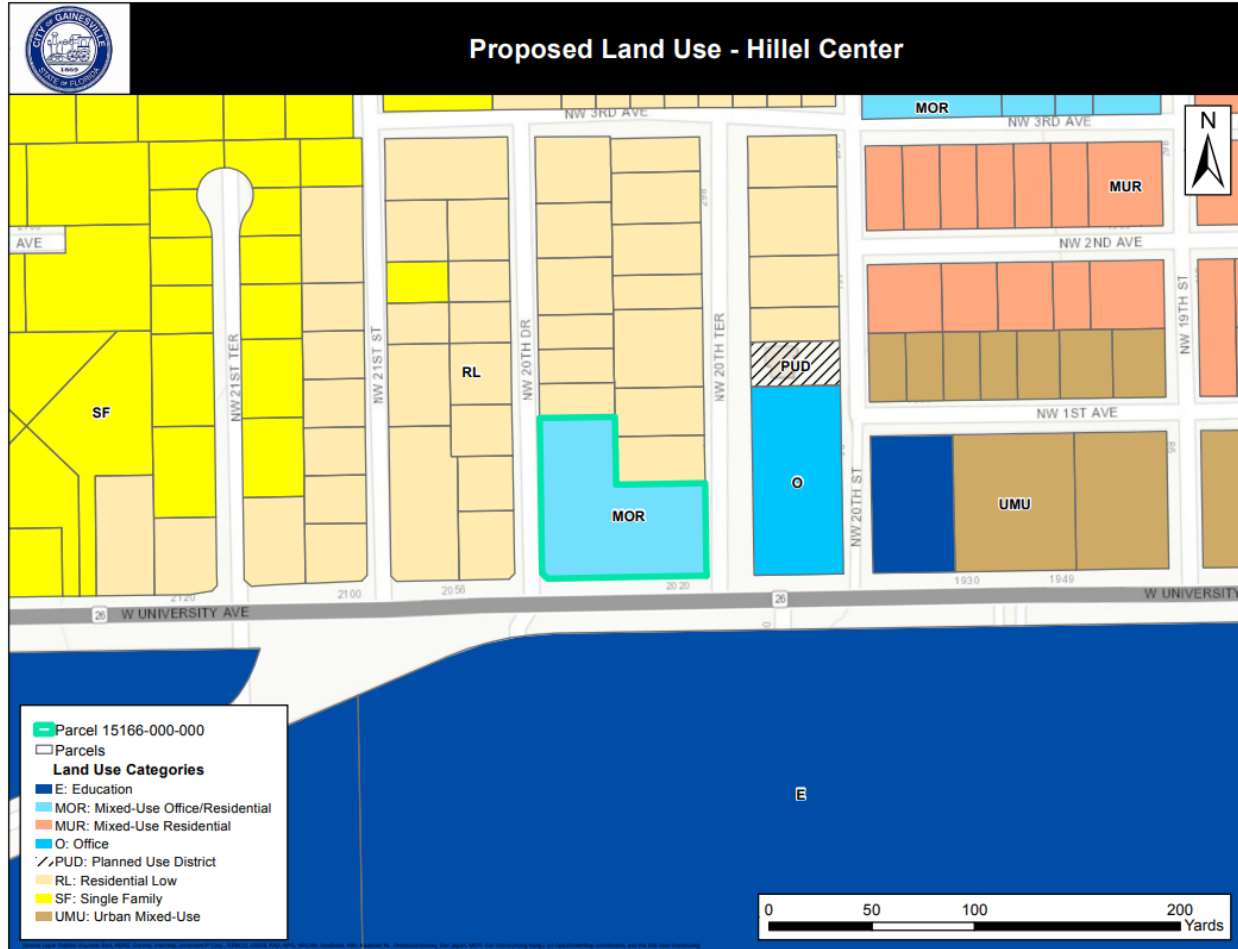 CITY OF GAINESVILLE
1869
STATE OF FLORIDA
Proposed Land Use - Hillel Center
MOR
NW 3RD AVE
NW 3RD AVE
N
MUR
AVE
NW 2ND AVE
NW 21ST TER
NW 21ST ST
NW 20TH DR
NW 20TH TER
NW 19TH ST
PUD
RL
SF
NW 1ST AVE
O
NW 20TH ST
UMU
MOR
98
1930
1949
2020
2056
2100
2120
26
W UNIVERSITY AVE
26
W UNIVERSITY
E
Parcel 15166-000-000
Parcels
Land Use Categories
E: Education
MOR: Mixed-Use Office/Residential
MUR: Mixed-Use Residential
O: Office
PUD: Planned Use District
RL: Residential Low
SF: Single Family
UMU: Urban Mixed-Use
0 50 100 200
Yards